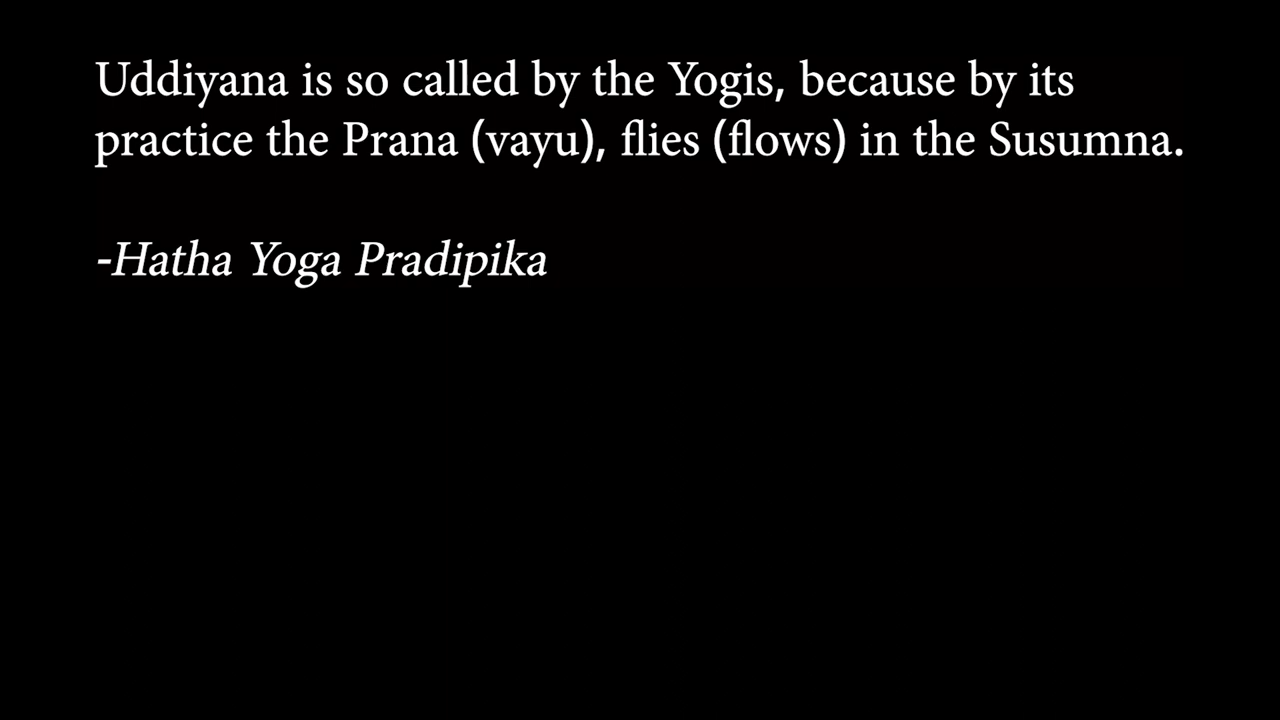 Uddiyana is so called by the Yogis, because by its
practice the Prana (vayu), flies (flows) in the Susumna.
-Hatha Yoga Pradipika